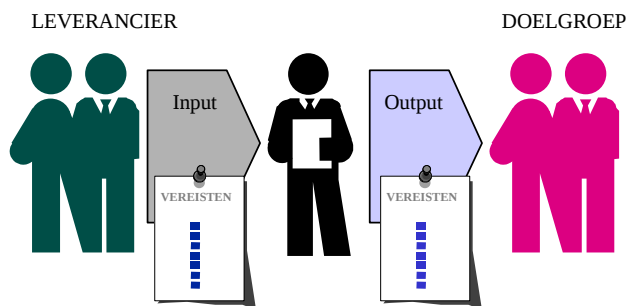 LEVERANCIER
DOELGROEP
Input
Output
VEREISTEN
VEREISTEN